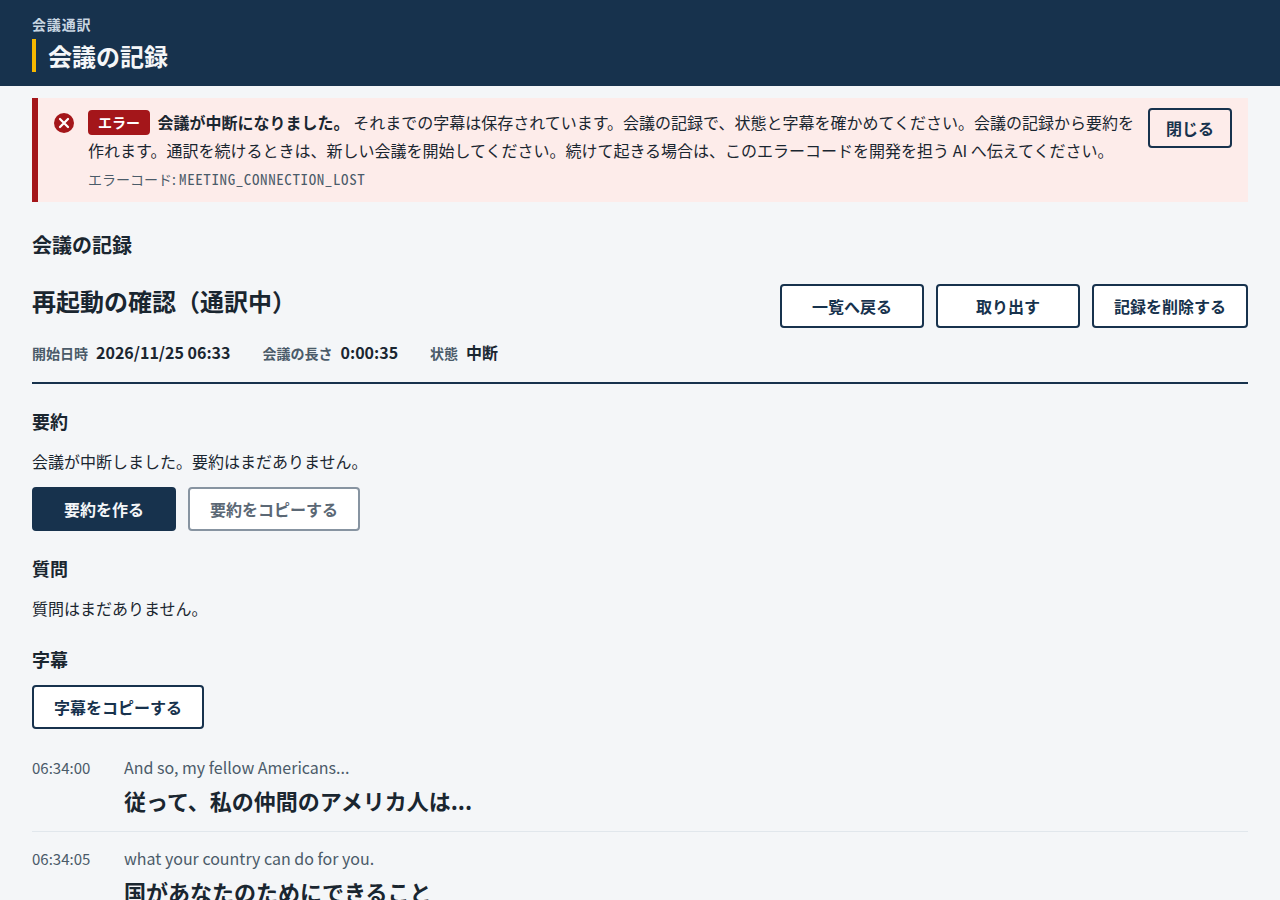 会議通訳
会議の記録
エラー 会議が中断になりました。 それまでの字幕は保存されています。会議の記録で、状態と字幕を確かめてください。会議の記録から要約を
作れます。通訳を続けるときは、新しい会議を開始してください。続けて起きる場合は、このエラーコードを開発を担う AI へ伝えてください。
エラーコード: MEETING_CONNECTION_LOST
閉じる
会議の記録
再起動の確認（通訳中）
一覧へ戻る 取り出す 記録を削除する
開始日時 2026/11/25 06:33 会議の長さ 0:00:35 状態 中断
要約
会議が中断しました。要約はまだありません。
要約を作る 要約をコピーする
質問
質問はまだありません。
字幕
字幕をコピーする
06:34:00 And so, my fellow Americans...
従って、私の仲間のアメリカ人は...
06:34:05 what your country can do for you.
国があなたのためにできること